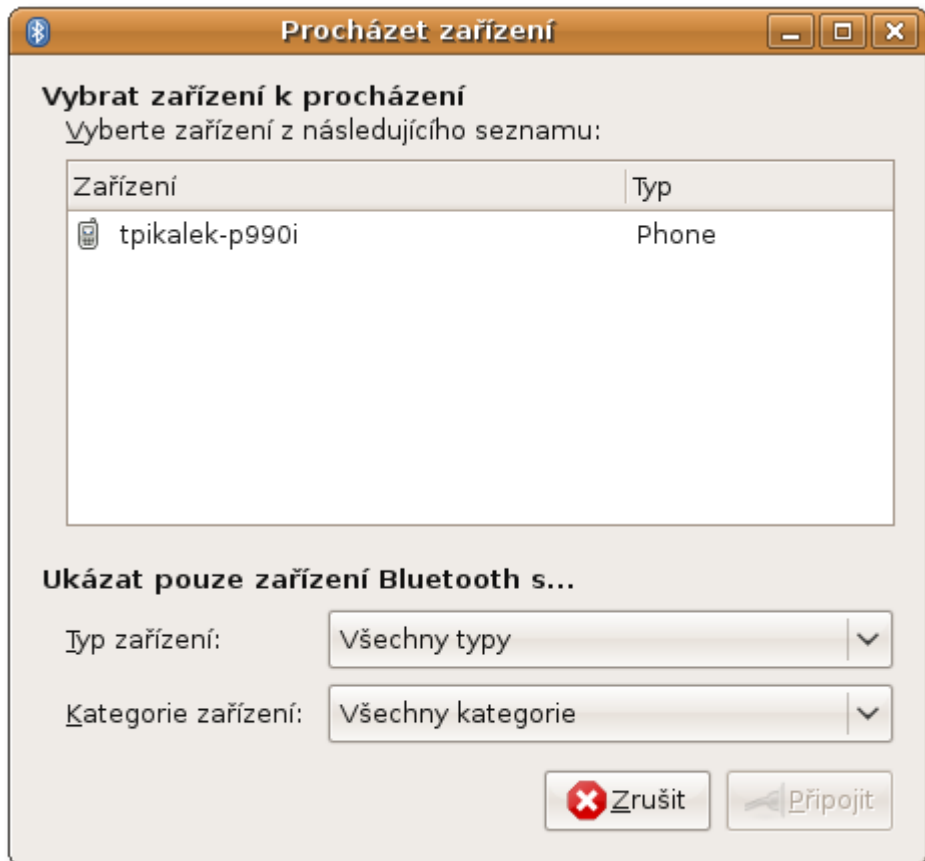 Procházet zařízení
Vybrat zařízení k procházení
Vyberte zařízení z následujícího seznamu:
Zařízení Typ
tpikalek-p990i Phone
Ukázat pouze zařízení Bluetooth s...
Typ zařízení: Všechny typy
Kategorie zařízení: Všechny kategorie
Zrušit Připojit